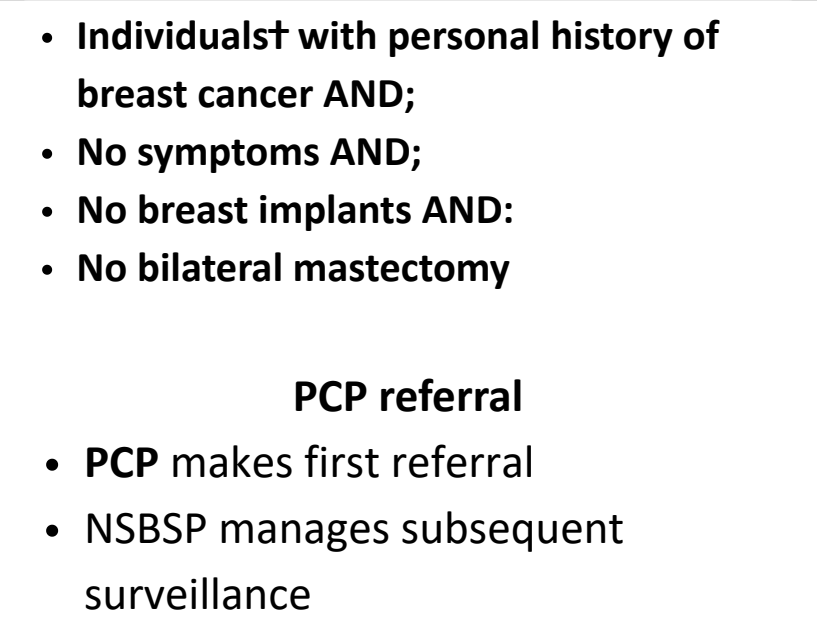 • Individuals† with personal history of
breast cancer AND;
• No symptoms AND;
• No breast implants AND:
• No bilateral mastectomy
PCP referral
• PCP makes first referral
• NSBSP manages subsequent
surveillance